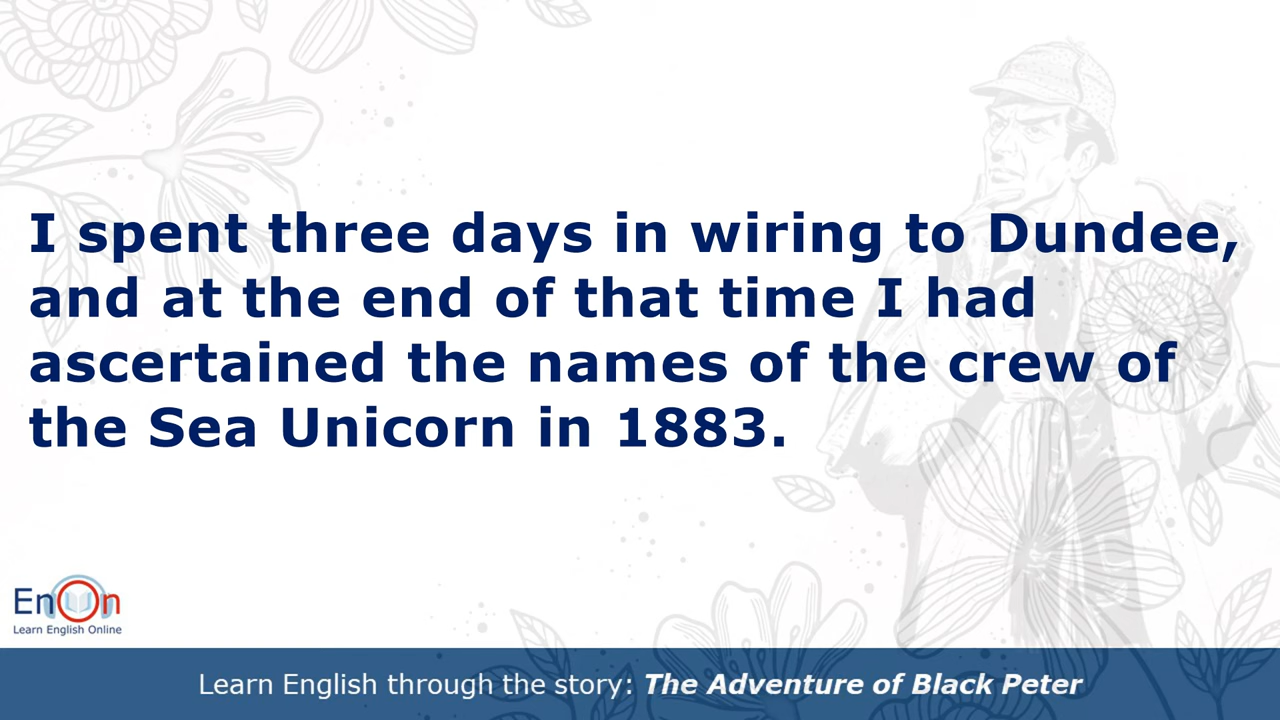 I spent three days in wiring to Dundee,
and at the end of that time I had
ascertained the names of the crew of
the Sea Unicorn in 1883.
EnOn
Learn English Online
Learn English through the story: The Adventure of Black Peter